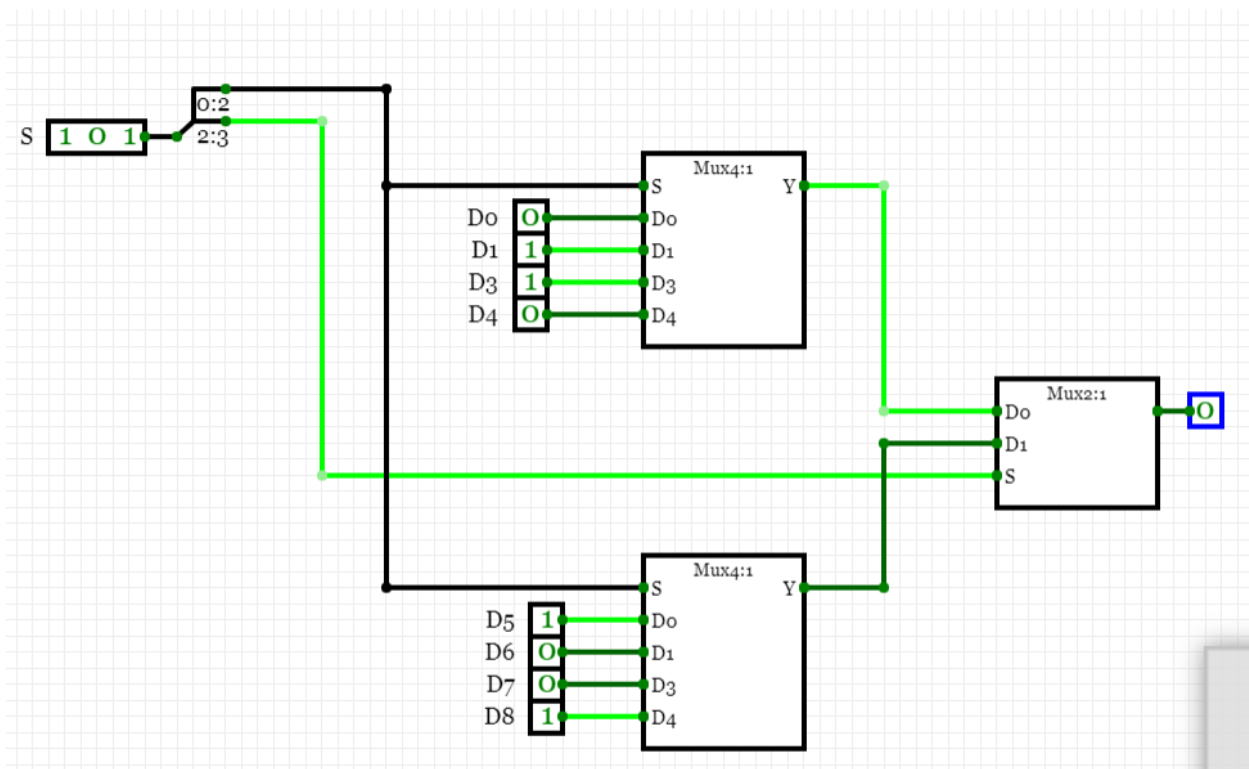 0:2
S 1 0 1
2:3
Mux4:1
S Y
D0 0 D0
D1 1 D1
D3 1 D3
D4 0 D4
Mux2:1
D0 0
D1
S
Mux4:1
S Y
D5 1 D0
D6 0 D1
D7 0 D3
D8 1 D4